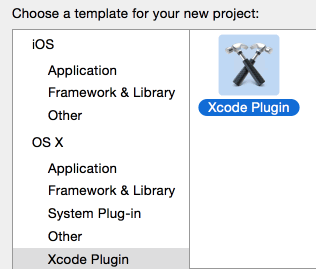 Choose a template for your new project:
iOS
Application
Framework & Library
Other
OS X
Application
Framework & Library
System Plug-in
Other
Xcode Plugin
Xcode Plugin